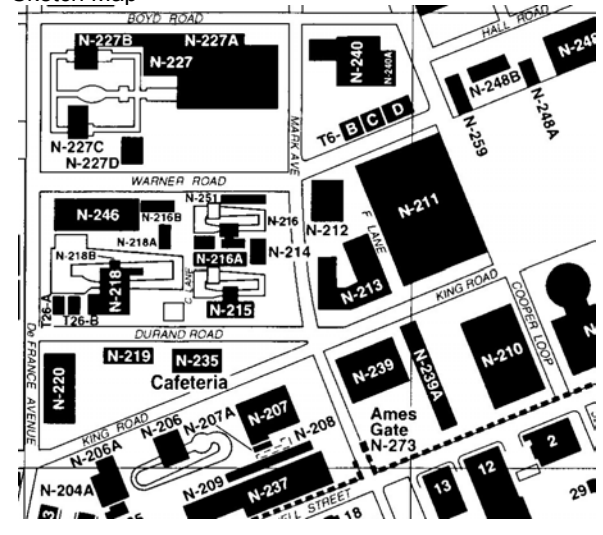 Sketch Map
BOYD ROAD
HALL ROAD
N-227B
N-227A
N-227
N-240
N-240A
N-248
N-248B
N-248A
N-259
T6-
B
C
D
N-227C
N-227D
MARK AVE
WARNER ROAD
N-211
N-251
N-246
N-216B
N-216
N-212
F LANE
N-218A
N-214
N-218B
N-216A
N-218
C LANE
N-213
KING ROAD
N-215
T26-A
T26-B
COOPER LOOP
DURAND ROAD
De FRANCE AVENUE
N-219
N-235
N-210
N-220
Cafeteria
N-239
N-239A
KING ROAD
N-206
N-207A
N-207
N-208
Ames
Gate
N-273
N-206A
N-209
N-237
2
12
13
N-204A
29
18